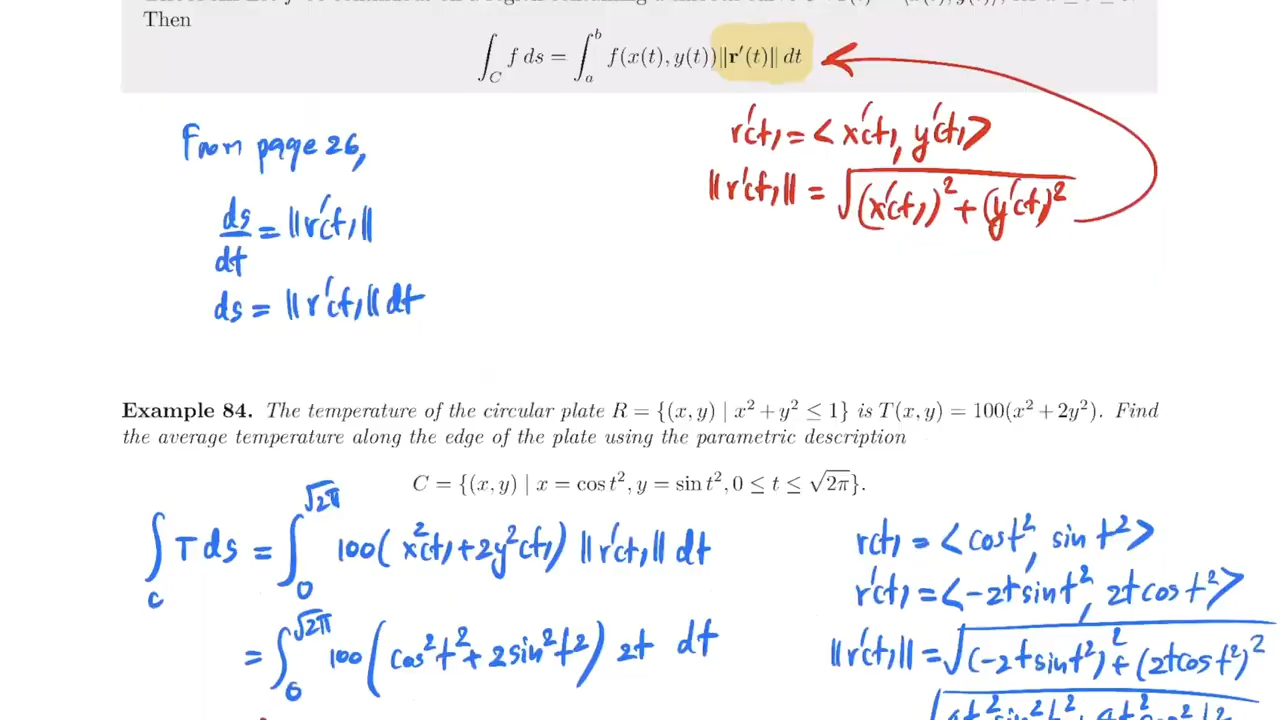 Then
∫_C f ds = ∫_a^b f(x(t), y(t))‖r′(t)‖ dt
r′(t) = <x′(t), y′(t)>
From page 26,
‖r′(t)‖ = √((x′(t))² + (y′(t))²
ds/dt = ‖r′(t)‖
ds = ‖r′(t)‖ dt
Example 84. The temperature of the circular plate R = {(x, y) | x² + y² ≤ 1} is T(x, y) = 100(x² + 2y²). Find
the average temperature along the edge of the plate using the parametric description
C = {(x, y) | x = cos t², y = sin t², 0 ≤ t ≤ √2π}.
∫_C T ds = ∫_0^√2π 100(x²(t) + 2y²(t)) ‖r′(t)‖ dt
r(t) = <cos t², sin t²>
r′(t) = <-2t sin t², 2t cos t²>
= ∫_0^√2π 100(cos² t² + 2 sin² t²) 2t dt
‖r′(t)‖ = √((-2t sin t²)² + (2t cos t²)²